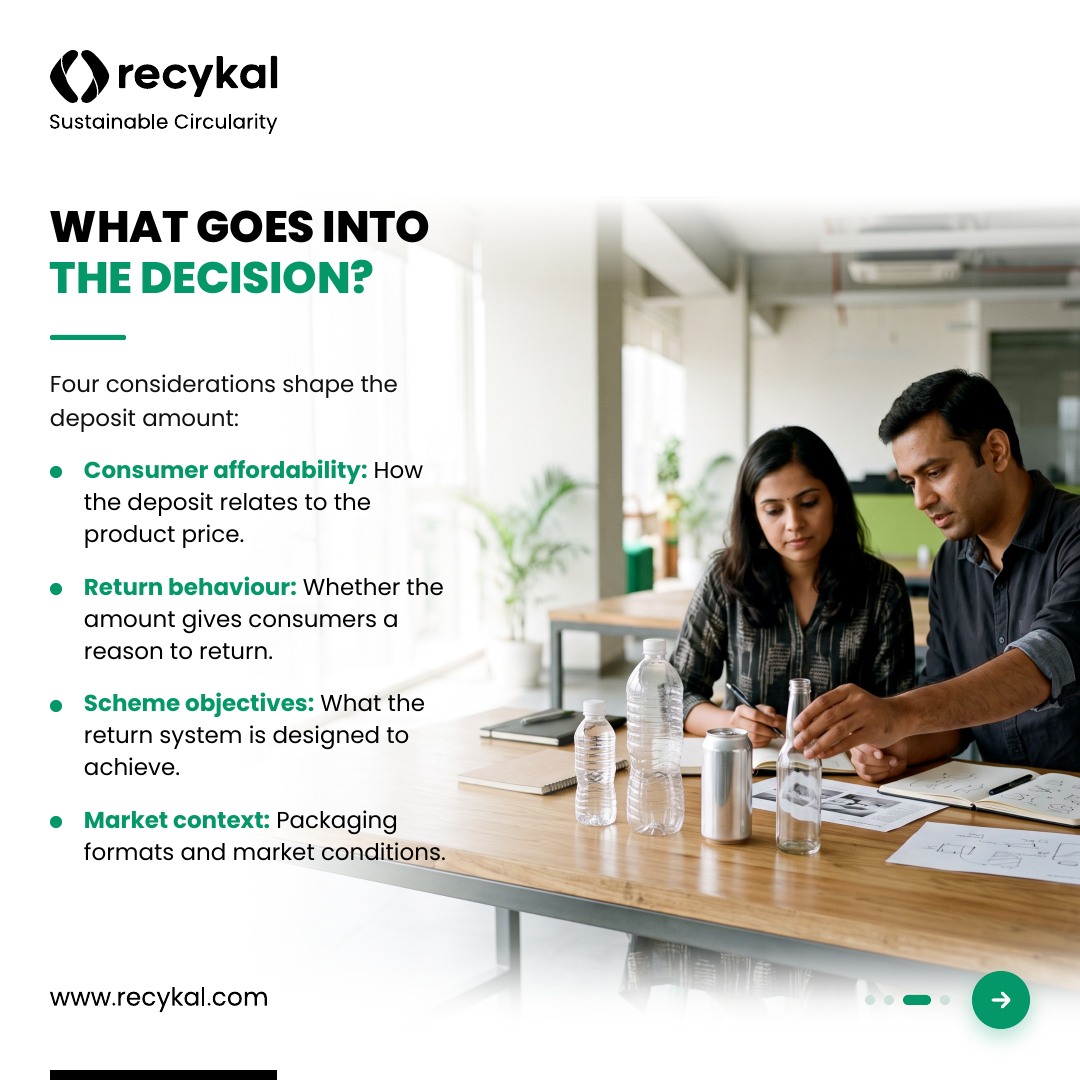 recykal
Sustainable Circularity
WHAT GOES INTO
THE DECISION?
Four considerations shape the
deposit amount:
Consumer affordability: How
the deposit relates to the
product price.
Return behaviour: Whether the
amount gives consumers a
reason to return.
Scheme objectives: What the
return system is designed to
achieve.
Market context: Packaging
formats and market conditions.
www.recykal.com